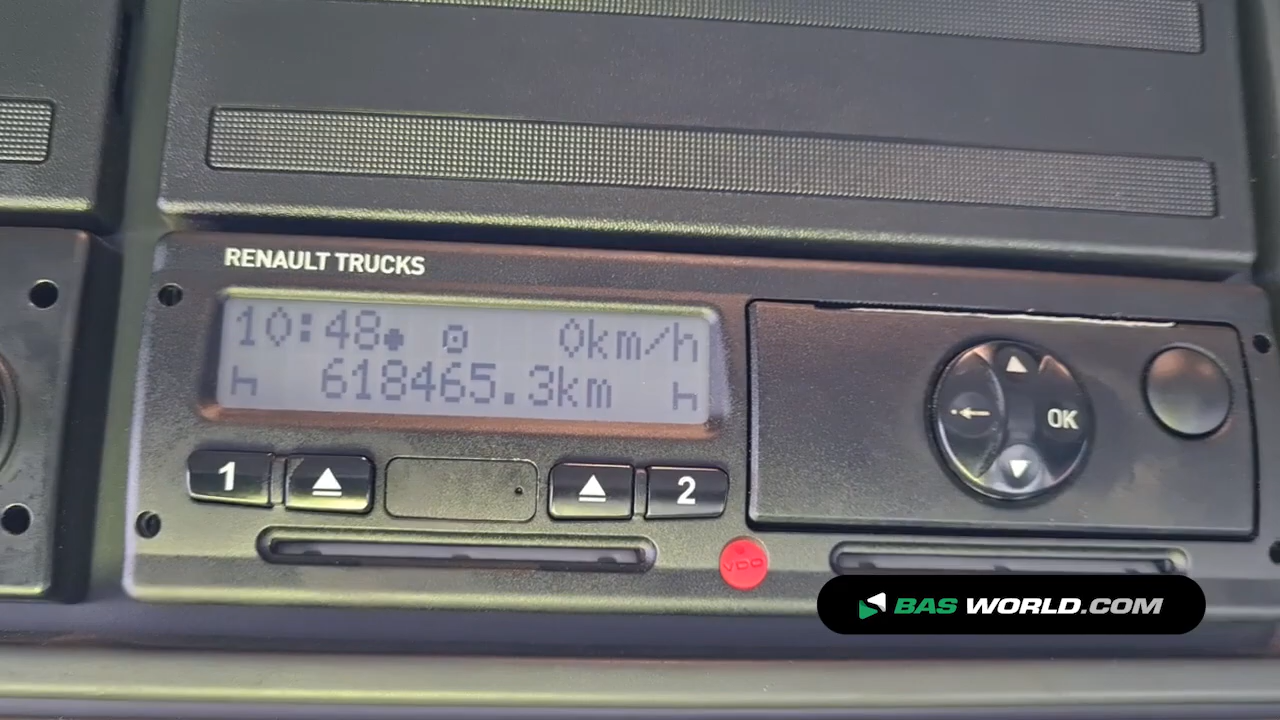 RENAULT TRUCKS
10:48 0km/h
618465.3km
1 2
OK
VDO
BAS WORLD.COM